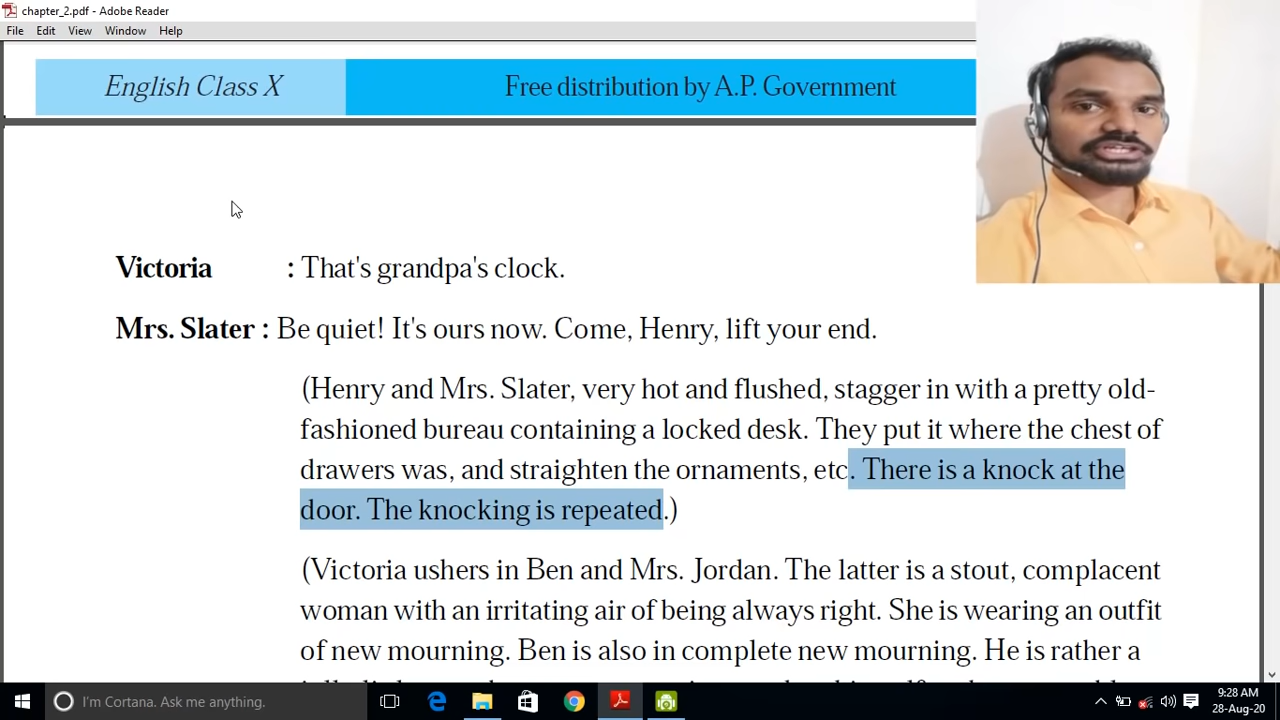 chapter_2.pdf - Adobe Reader
File Edit View Window Help
English Class X
Free distribution by A.P. Government
Victoria : That's grandpa's clock.
Mrs. Slater : Be quiet! It's ours now. Come, Henry, lift your end.
(Henry and Mrs. Slater, very hot and flushed, stagger in with a pretty old-
fashioned bureau containing a locked desk. They put it where the chest of
drawers was, and straighten the ornaments, etc. There is a knock at the
door. The knocking is repeated.)
(Victoria ushers in Ben and Mrs. Jordan. The latter is a stout, complacent
woman with an irritating air of being always right. She is wearing an outfit
of new mourning. Ben is also in complete new mourning. He is rather a
I'm Cortana. Ask me anything.
9:28 AM
28-Aug-20